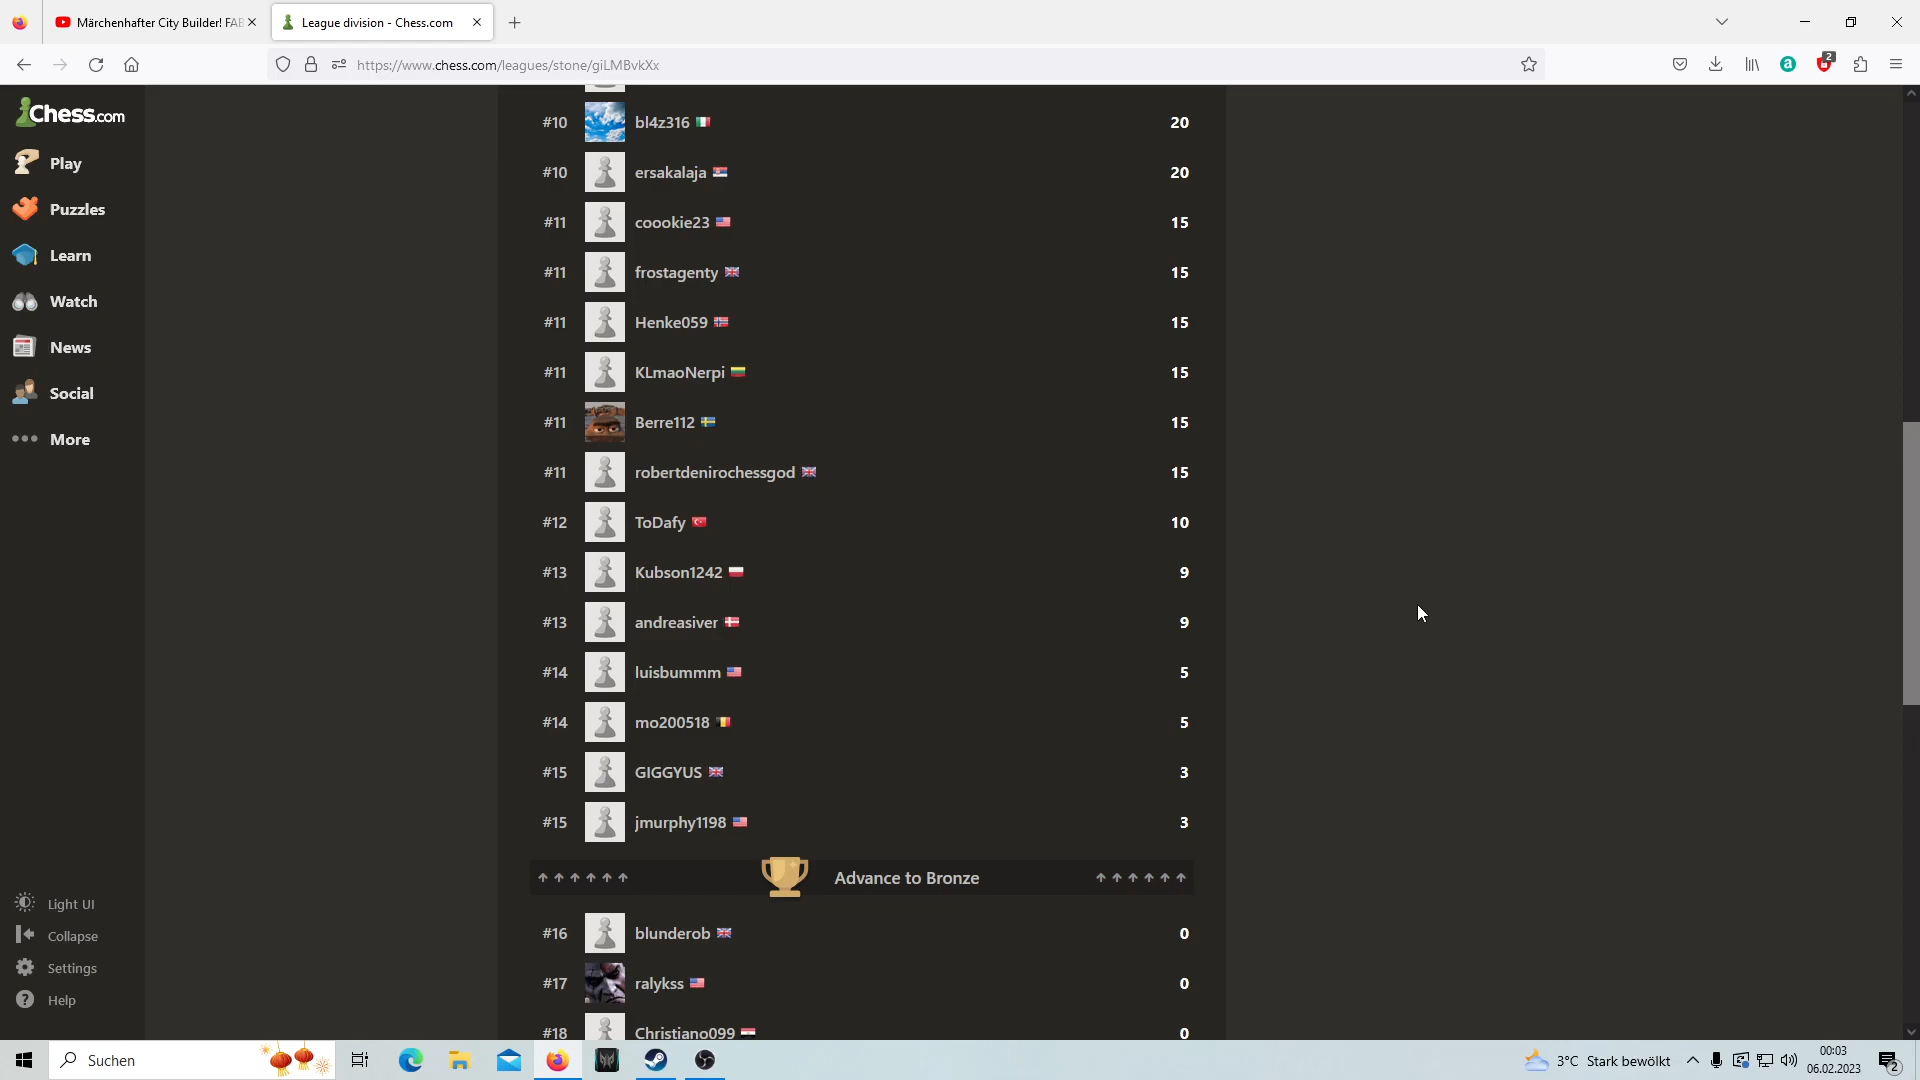 Märchenhafter City Builder! FAB
League division - Chess.com
https://www.chess.com/leagues/stone/giLMBvkXx
2
Chess.com
Play
Puzzles
Learn
Watch
News
Social
More
Light UI
Collapse
Settings
Help
#10 bl4z316 20
#10 ersakalaja 20
#11 coookie23 15
#11 frostagenty 15
#11 Henke059 15
#11 KLmaoNerpi 15
#11 Berre112 15
#11 robertdenirochessgod 15
#12 ToDafy 10
#13 Kubson1242 9
#13 andreasiver 9
#14 luisbummm 5
#14 mo200518 5
#15 GIGGYUS 3
#15 jmurphy1198 3
Advance to Bronze
#16 blunderob 0
#17 ralykss 0
#18 Christiano099 0
Suchen
3°C Stark bewölkt
00:03
06.02.2023
2